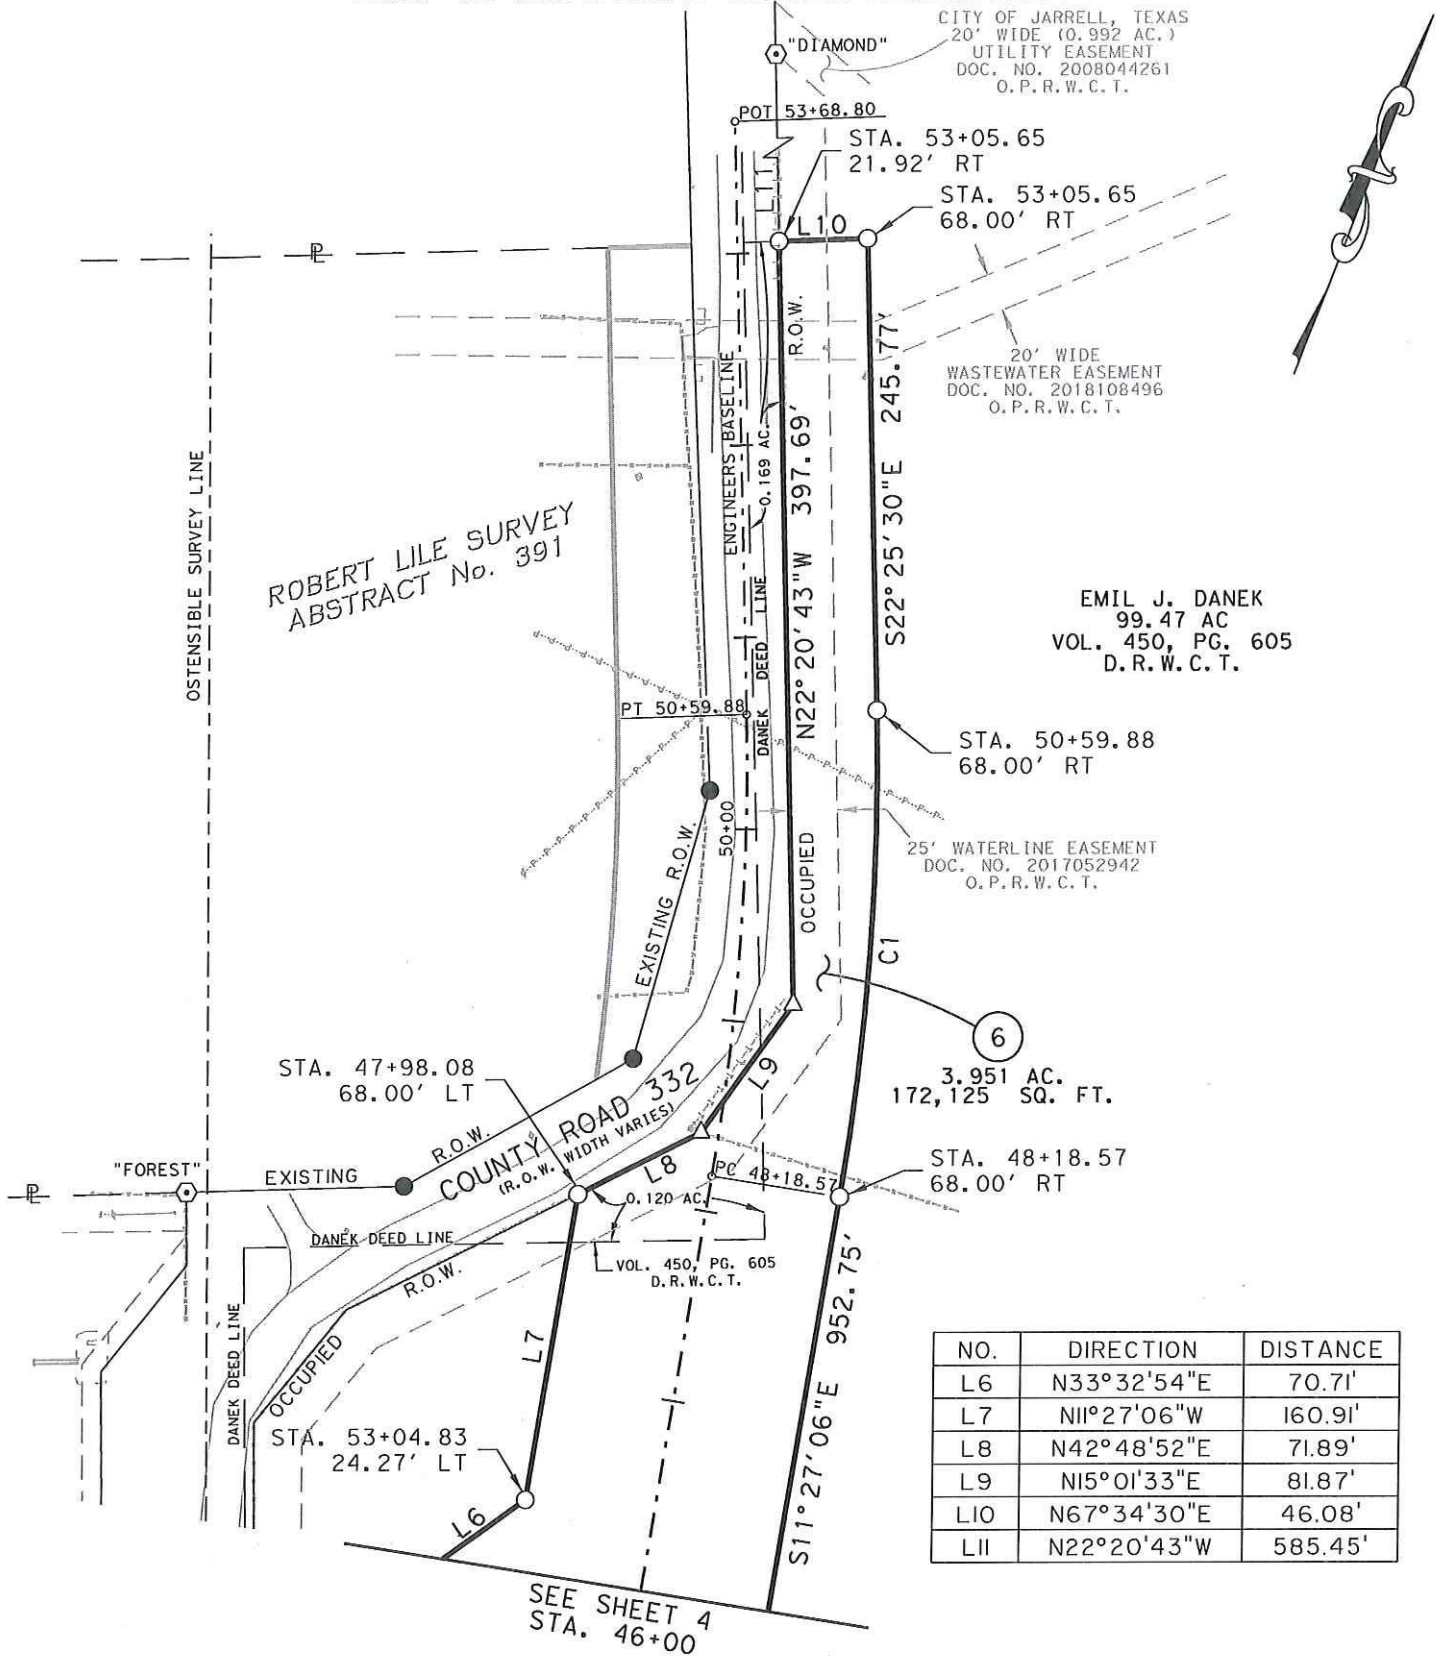 CITY OF JARRELL, TEXAS
20' WIDE (0.992 AC.)
UTILITY EASEMENT
DOC. NO. 2008044261
O.P.R.W.C.T.
"DIAMOND"
POT 53+68.80
STA. 53+05.65
21.92' RT
STA. 53+05.65
68.00' RT
L11
L10
P̲L
R.O.W.
20' WIDE
WASTEWATER EASEMENT
DOC. NO. 2018108496
O.P.R.W.C.T.
OSTENSIBLE SURVEY LINE
ROBERT LILE SURVEY
ABSTRACT No. 391
ENGINEERS BASELINE
0.169 AC.
N22°20'43"W 397.69'
S22°25'30"E 245.77'
EMIL J. DANEK
99.47 AC
VOL. 450, PG. 605
D.R.W.C.T.
DANEK DEED LINE
PT 50+59.88
STA. 50+59.88
68.00' RT
50+00
EXISTING R.O.W.
OCCUPIED
25' WATERLINE EASEMENT
DOC. NO. 2017052942
O.P.R.W.C.T.
C1
6
3.951 AC.
172,125 SQ. FT.
STA. 47+98.08
68.00' LT
L9
COUNTY ROAD 332
(R.O.W. WIDTH VARIES)
R.O.W.
EXISTING
"FOREST"
PL
L8
PC 48+18.57
STA. 48+18.57
68.00' RT
0.120 AC.
DANEK DEED LINE
VOL. 450, PG. 605
D.R.W.C.T.
R.O.W.
OCCUPIED
DANEK DEED LINE
L7
S11°27'06"E 952.75'
STA. 53+04.83
24.27' LT
L6
SEE SHEET 4
STA. 46+00
NO. DIRECTION DISTANCE
L6 N33°32'54"E 70.71'
L7 N11°27'06"W 160.91'
L8 N42°48'52"E 71.89'
L9 N15°01'33"E 81.87'
L10 N67°34'30"E 46.08'
L11 N22°20'43"W 585.45'